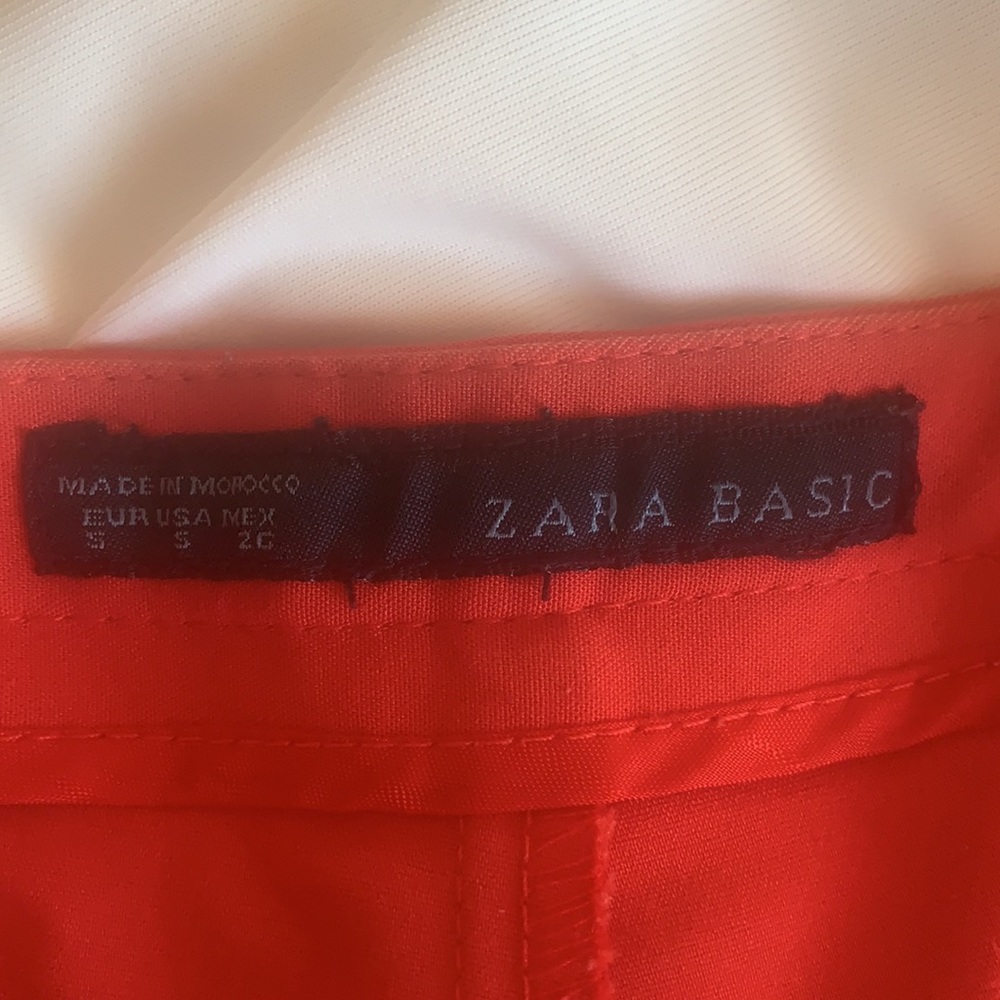 MADE IN MOROCCO
EUR USA MEX
S S 26
ZARA BASIC